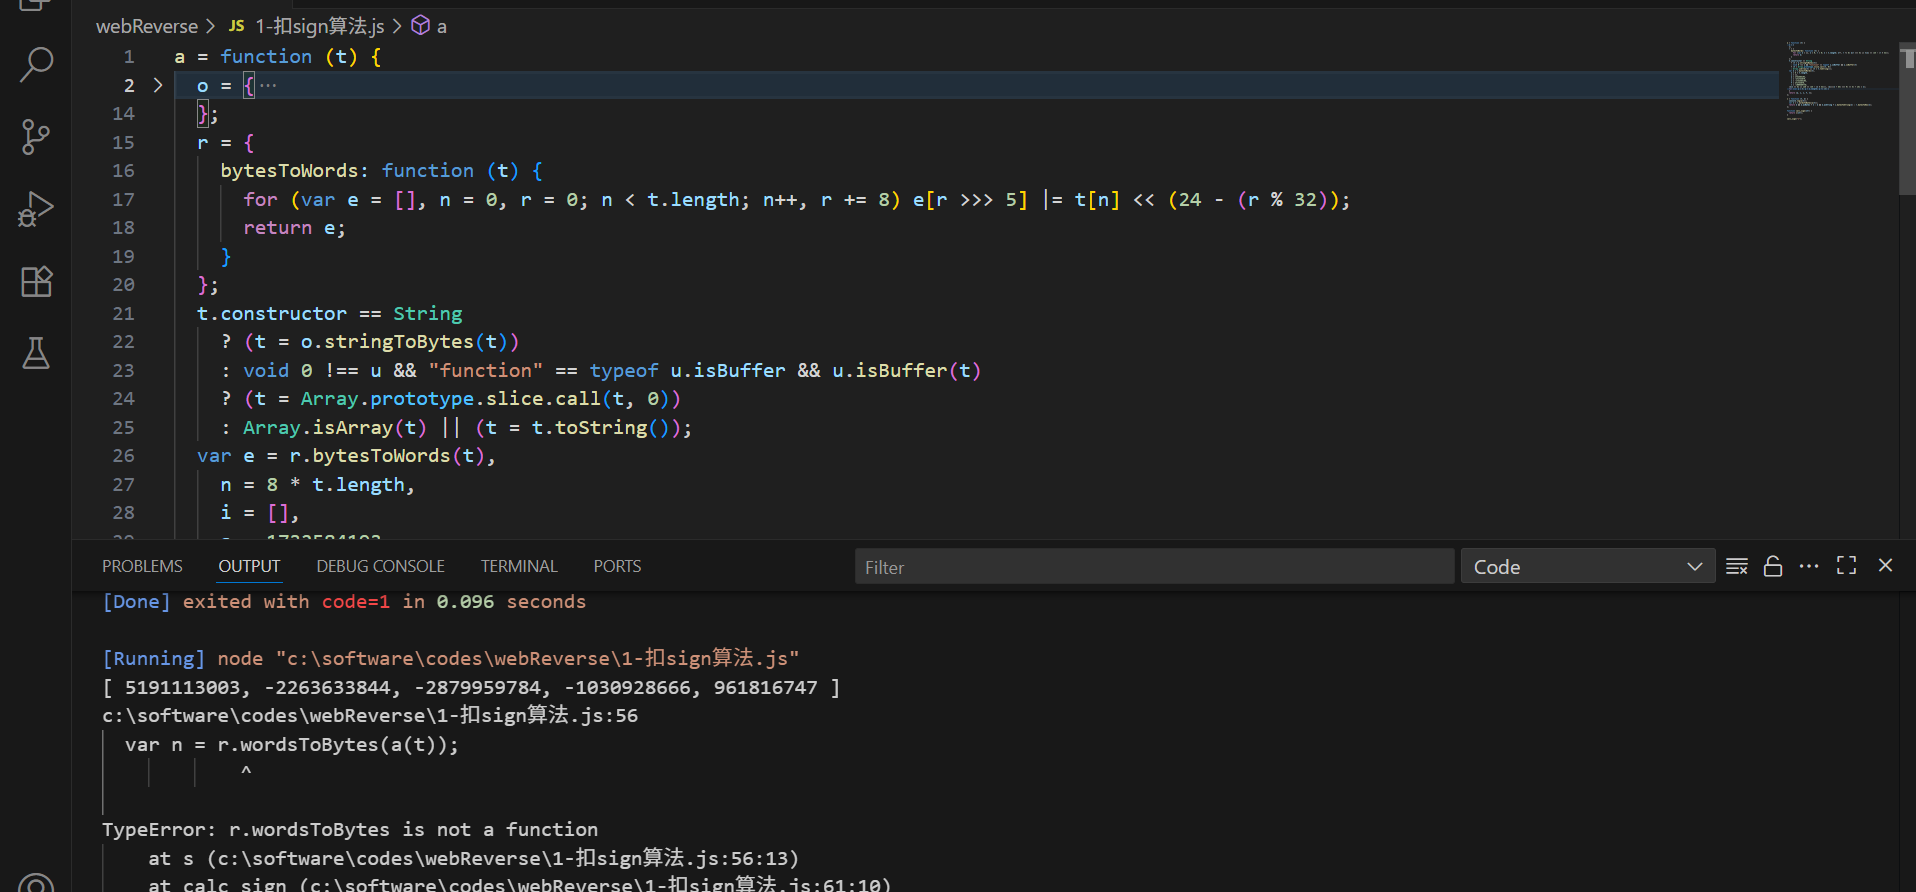 webReverse > JS 1-扣sign算法.js > a
1 a = function (t) {
2 o = {···
14 };
15 r = {
16 bytesToWords: function (t) {
17 for (var e = [], n = 0, r = 0; n < t.length; n++, r += 8) e[r >>> 5] |= t[n] << (24 - (r % 32));
18 return e;
19 }
20 };
21 t.constructor == String
22 ? (t = o.stringToBytes(t))
23 : void 0 !== u && "function" == typeof u.isBuffer && u.isBuffer(t)
24 ? (t = Array.prototype.slice.call(t, 0))
25 : Array.isArray(t) || (t = t.toString());
26 var e = r.bytesToWords(t),
27 n = 8 * t.length,
28 i = [],
PROBLEMS OUTPUT DEBUG CONSOLE TERMINAL PORTS Filter Code
[Done] exited with code=1 in 0.096 seconds
[Running] node "c:\software\codes\webReverse\1-扣sign算法.js"
[ 5191113003, -2263633844, -2879959784, -1030928666, 961816747 ]
c:\software\codes\webReverse\1-扣sign算法.js:56
var n = r.wordsToBytes(a(t));
^
TypeError: r.wordsToBytes is not a function
at s (c:\software\codes\webReverse\1-扣sign算法.js:56:13)
at calc_sign (c:\software\codes\webReverse\1-扣sign算法.js:61:10)